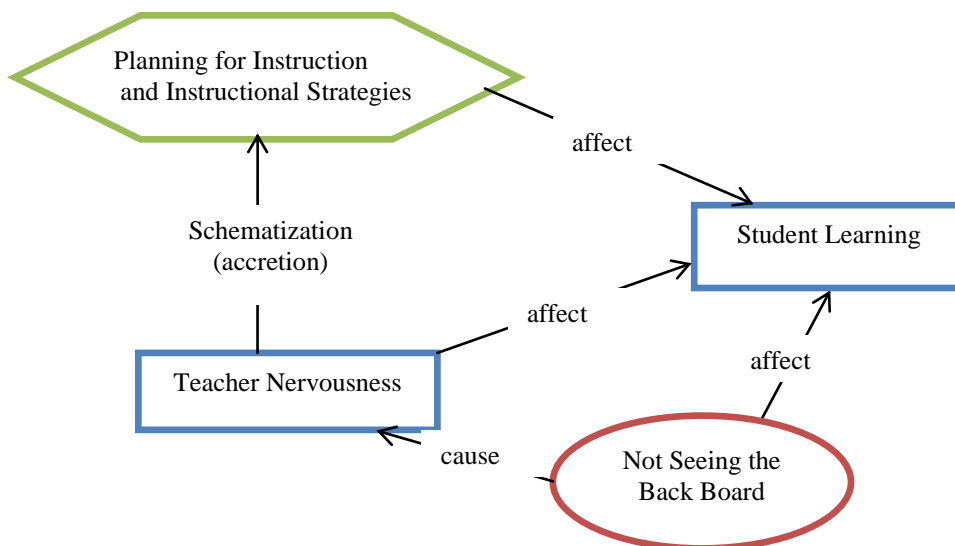 Planning for Instruction
and Instructional Strategies
affect
Schematization
(accretion)
Student Learning
affect
affect
Teacher Nervousness
cause
Not Seeing the
Back Board